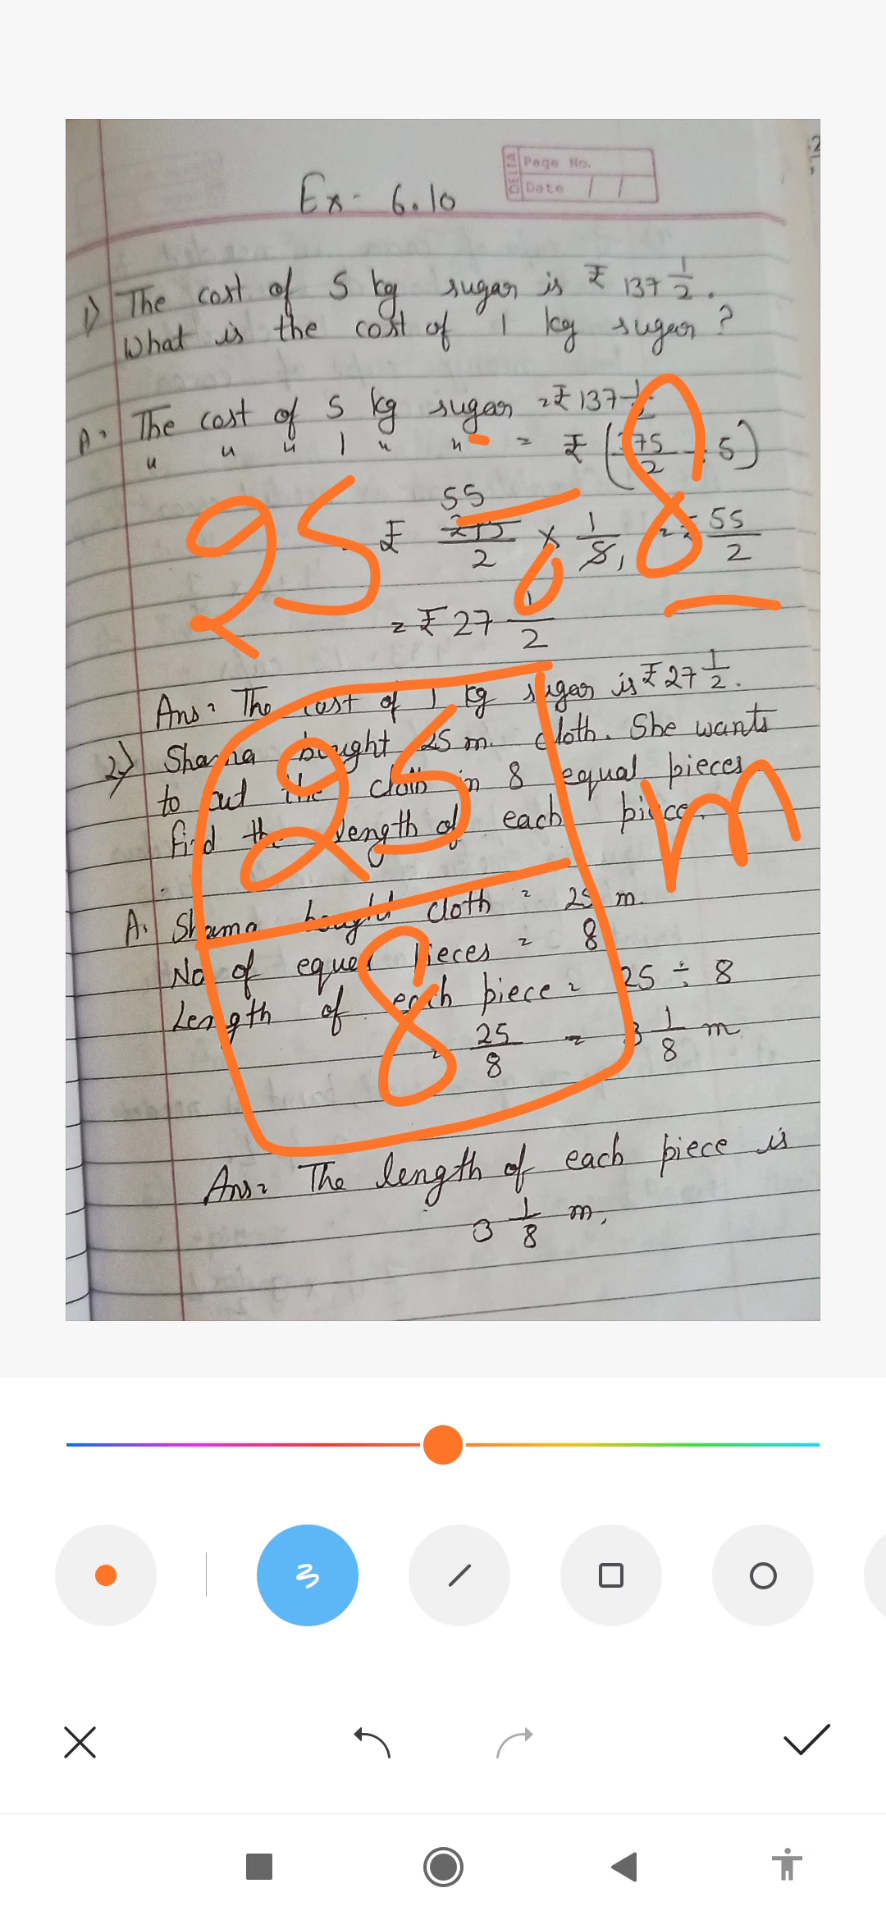 DELTA
Page No.
Date / /
Ex- 6.10
1) The cost of 5 kg sugar is ₹ 137 1/2.
What is the cost of 1 kg sugar?
A= The cost of 5 kg sugar = ₹ 137
" " " 1 " " = ₹ ( 75/2 ÷ 5)
₹ 55 /2 × 1/5, = 55/2
= ₹ 27 1/2
Ans= The cost of 1 kg sugar is ₹ 27 1/2.
2) Shama bought 25 m cloth. She wants
to cut the cloth in 8 equal pieces
find the length of each piece.
A. Shama bought cloth = 25 m.
No of equal pieces = 8
Length of each piece = 25 ÷ 8
= 25/8 = 3 1/8 m
Ans= The length of each piece is
3 1/8 m.
25 ÷ 8
25/8 m